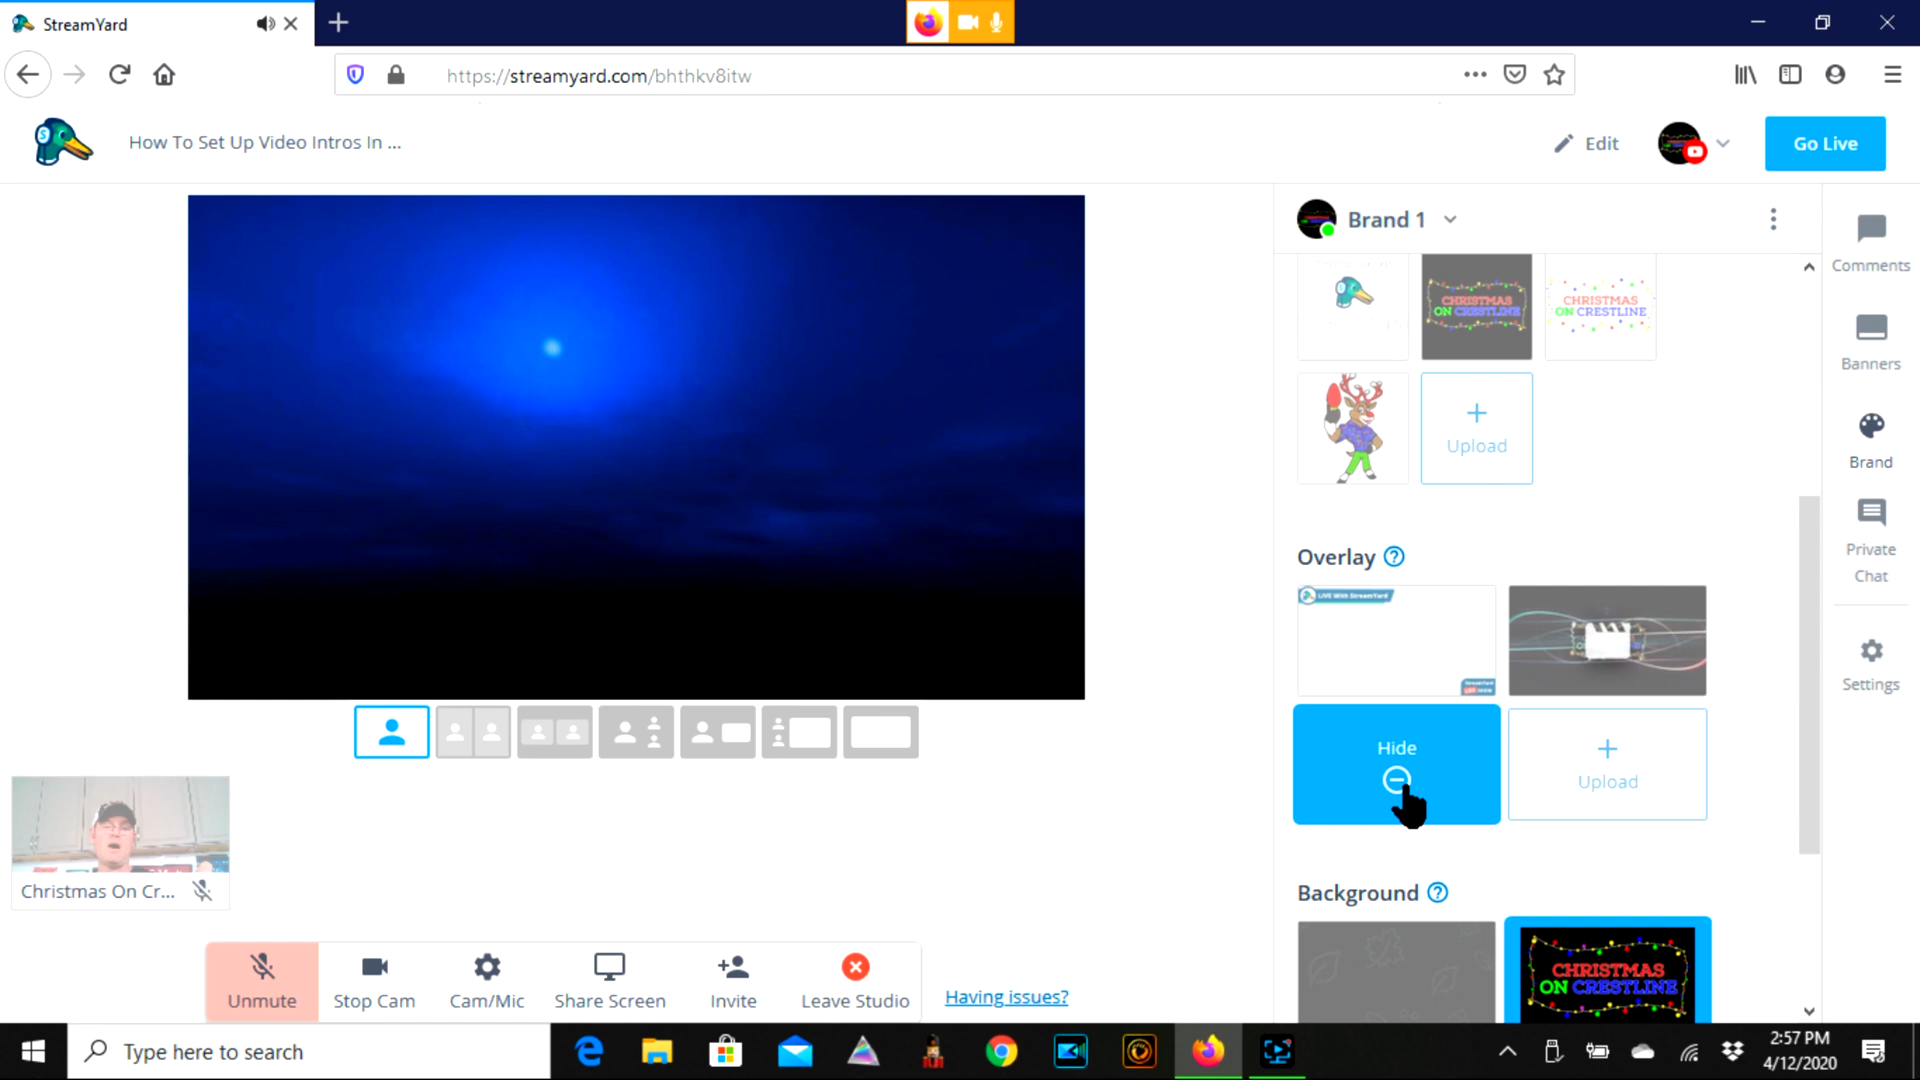 StreamYard
https://streamyard.com/bhthkv8itw
How To Set Up Video Intros In ...
Edit
Go Live
Brand 1
Comments
CHRISTMAS
ON CRESTLINE
CHRISTMAS
ON CRESTLINE
Banners
Upload
Brand
Private
Chat
Overlay
LIVE With StreamYard
Settings
Hide
Upload
Christmas On Cr...
Background
CHRISTMAS
ON CRESTLINE
Unmute
Stop Cam
Cam/Mic
Share Screen
Invite
Leave Studio
Having issues?
Type here to search
2:57 PM
4/12/2020